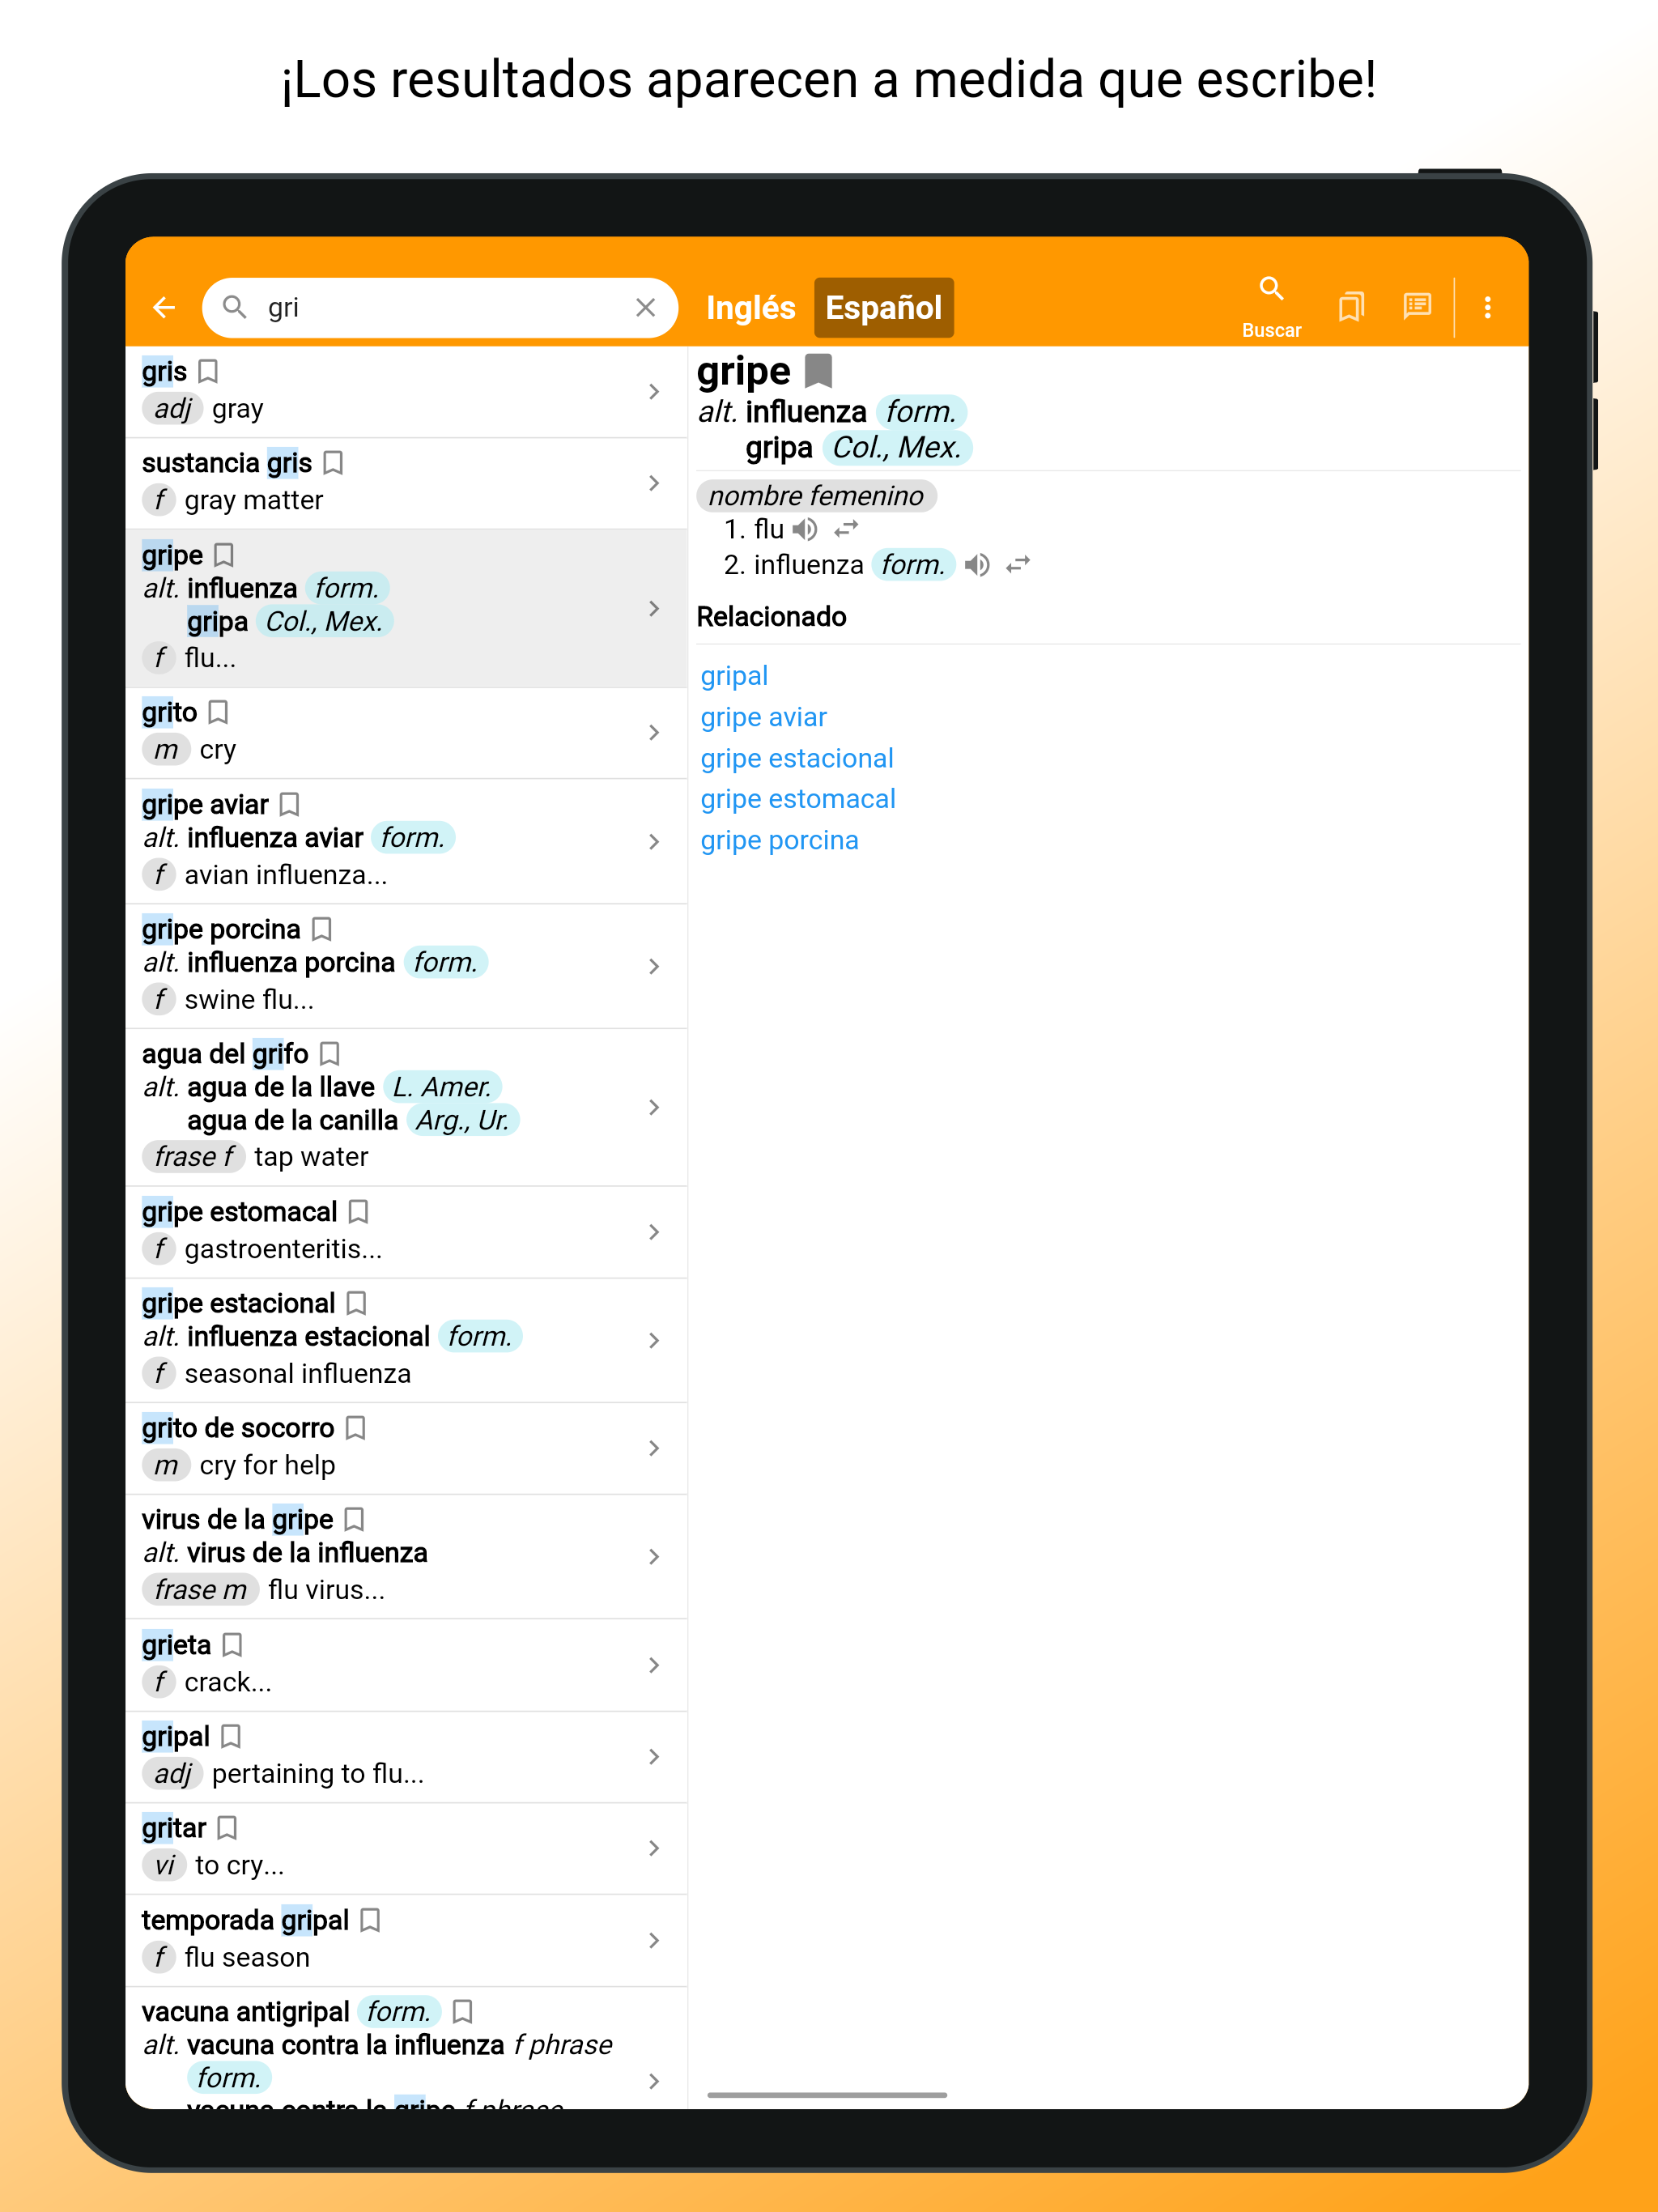 ¡Los resultados aparecen a medida que escribe!
gri
Inglés Español
Buscar
gris
adj gray
sustancia gris
f gray matter
gripe
alt. influenza form.
gripa Col., Mex.
f flu...
grito
m cry
gripe aviar
alt. influenza aviar form.
f avian influenza...
gripe porcina
alt. influenza porcina form.
f swine flu...
agua del grifo
alt. agua de la llave L. Amer.
agua de la canilla Arg., Ur.
frase f tap water
gripe estomacal
f gastroenteritis...
gripe estacional
alt. influenza estacional form.
f seasonal influenza
grito de socorro
m cry for help
virus de la gripe
alt. virus de la influenza
frase m flu virus...
grieta
f crack...
gripal
adj pertaining to flu...
gritar
vi to cry...
temporada gripal
f flu season
vacuna antigripal form.
alt. vacuna contra la influenza f phrase
form.
vacuna contra la gripe f phrase
gripe
alt. influenza form.
gripa Col., Mex.
nombre femenino
1. flu
2. influenza form.
Relacionado
gripal
gripe aviar
gripe estacional
gripe estomacal
gripe porcina